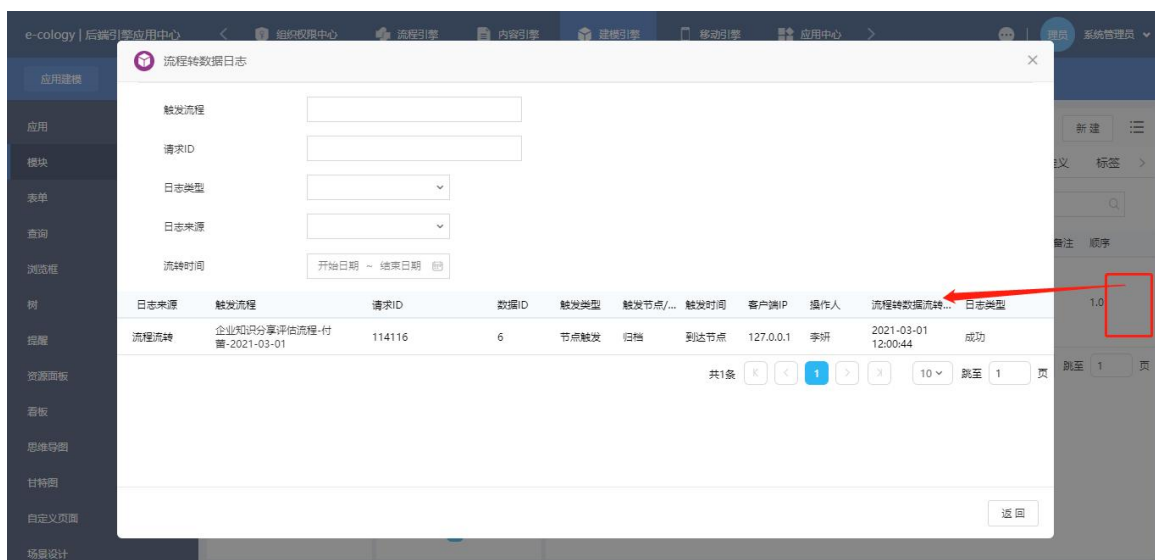 e-cology | 后端引擎应用中心 组织权限中心 流程引擎 内容引擎 建模引擎 移动引擎 应用中心 理员 系统管理员
流程转数据日志
应用建模
触发流程
应用 新建
请求ID
模块 标签
日志类型
表单
日志来源
查询
备注 顺序
流转时间 开始日期 ~ 结束日期
浏览框
日志来源 触发流程 请求ID 数据ID 触发类型 触发节点/... 触发时间 客户端IP 操作人 流程转数据流转... 日志类型
树 1.0
流程流转 企业知识分享评估流程-付蔷-2021-03-01 114116 6 节点触发 归档 到达节点 127.0.0.1 李妍 2021-03-01 12:00:44 成功
提醒
共1条 1 10 跳至 1 页
资源面板 跳至 1 页
看板
思维导图
甘特图
自定义页面 返回
场景设计